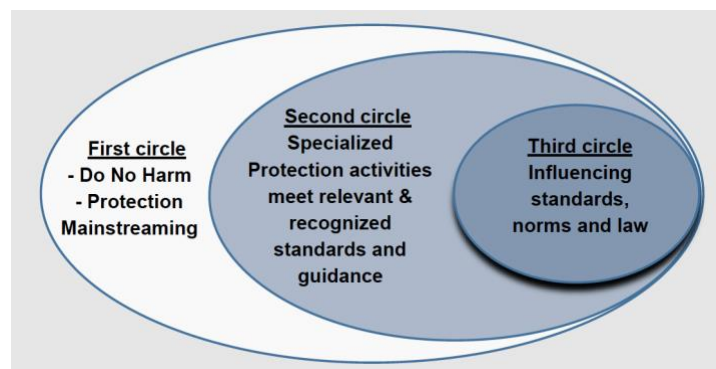 First circle
- Do No Harm
- Protection
Mainstreaming
Second circle
Specialized
Protection activities
meet relevant &
recognized
standards and
guidance
Third circle
Influencing
standards,
norms and law